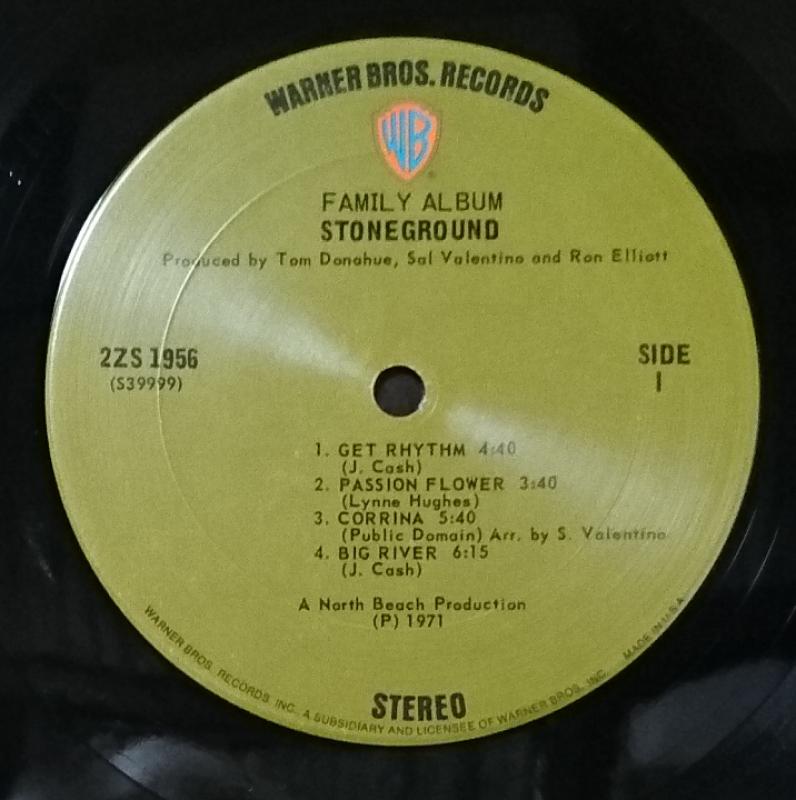 WARNER BROS. RECORDS
WB
FAMILY ALBUM
STONEGROUND
Produced by Tom Donahue, Sal Valentino and Ron Elliott
2ZS 1956
(S39999)
SIDE
1
1. GET RHYTHM 4:40
(J. Cash)
2. PASSION FLOWER 3:40
(Lynne Hughes)
3. CORRINA 5:40
(Public Domain) Arr. by S. Valentino
4. BIG RIVER 6:15
(J. Cash)
A North Beach Production
(P) 1971
STEREO
WARNER BROS. RECORDS INC., A SUBSIDIARY AND LICENSEE OF WARNER BROS. INC. MADE IN U.S.A.